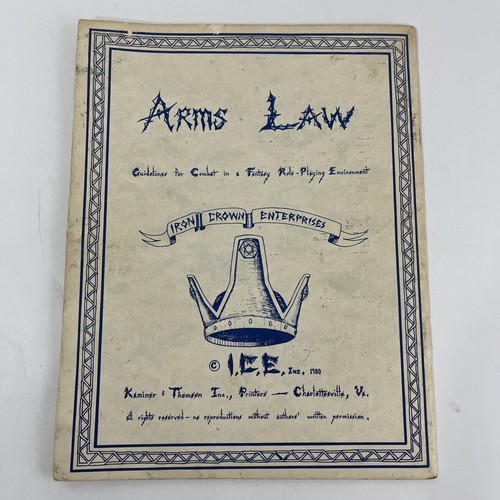 Arms Law
Guidelines for Combat in a Fantasy Role-Playing Environment
IRON CROWN ENTERPRISES
© I.C.E. Inc. 1980
Kaminer & Thomson Inc., Printers — Charlottesville, Va.
all rights reserved — no reproductions without authors' written permission.